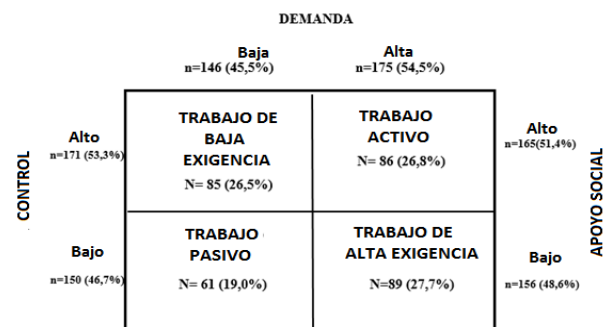 DEMANDA
Baja
n=146 (45,5%)
Alta
n=175 (54,5%)
CONTROL
Alto
n=171 (53,3%)
TRABAJO DE
BAJA
EXIGENCIA
N= 85 (26,5%)
TRABAJO
ACTIVO
N= 86 (26,8%)
Alto
n=165(51,4%)
APOYO SOCIAL
Bajo
n=150 (46,7%)
TRABAJO
PASIVO
N= 61 (19,0%)
TRABAJO DE
ALTA EXIGENCIA
N=89 (27,7%)
Bajo
n=156 (48,6%)